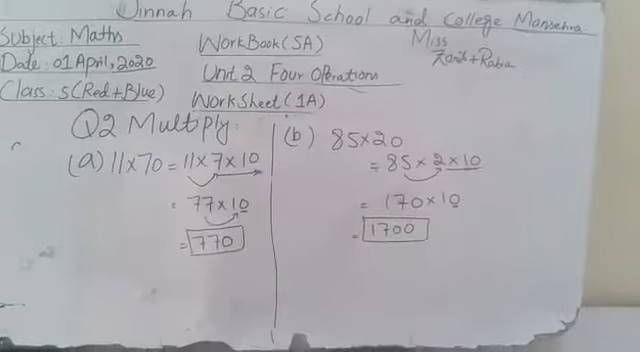 Jinnah Basic School and College Mansehra
Subject: Maths
WorkBook(5A)
Miss
Date: 01 April, 2020
Unit 2 Four Operations
+ Rabia
Class: 5(Red+Blue)
WorkSheet(1A)
Q2 Multiply:
(a) 11×70 = 11×7×10
= 77×10
= 770
(b) 85×20
= 85×2×10
= 170×10
= 1700